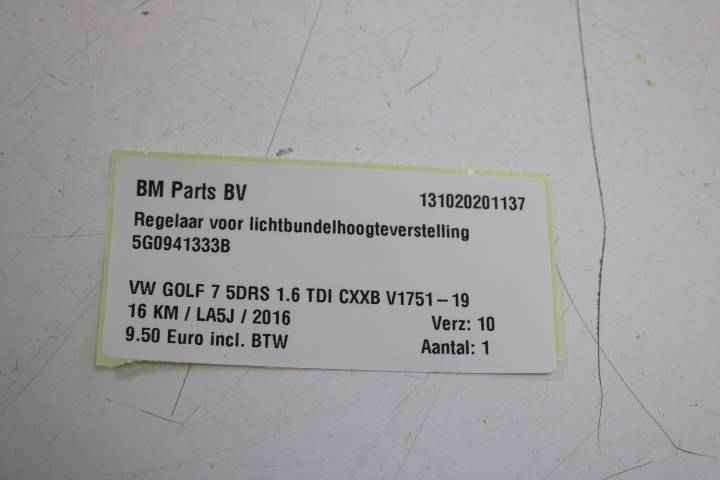 BM Parts BV 131020201137
Regelaar voor lichtbundelhoogteverstelling
5G0941333B
VW GOLF 7 5DRS 1.6 TDI CXXB V1751-19
16 KM / LA5J / 2016 Verz: 10
9.50 Euro incl. BTW Aantal: 1